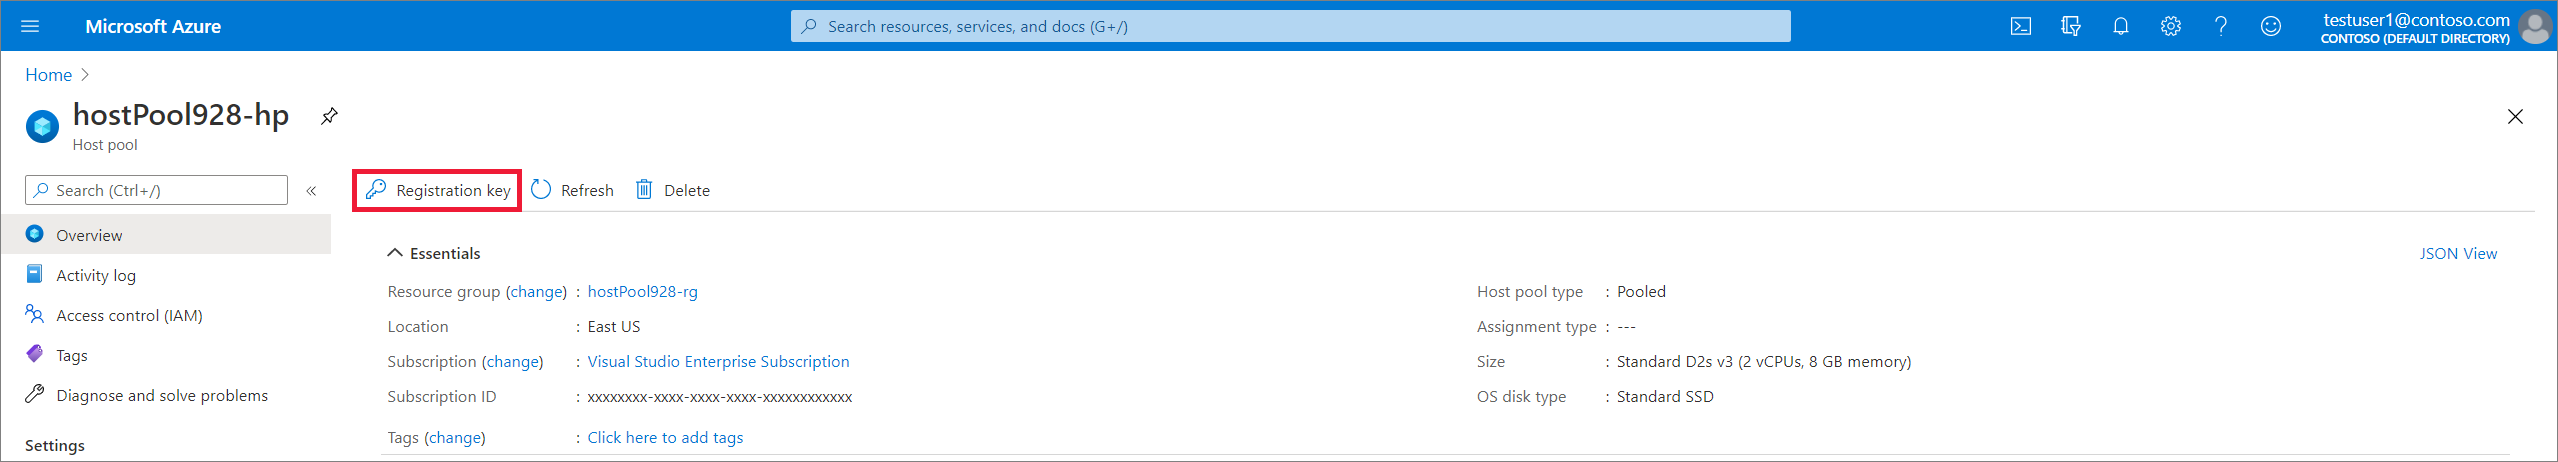 Microsoft Azure
Search resources, services, and docs (G+/)
testuser1@contoso.com
CONTOSO (DEFAULT DIRECTORY)
Home
hostPool928-hp
Host pool
Search (Ctrl+/)
«
Registration key
Refresh
Delete
Overview
Activity log
Access control (IAM)
Tags
Diagnose and solve problems
Settings
Essentials
JSON View
Resource group (change) : hostPool928-rg
Location : East US
Subscription (change) : Visual Studio Enterprise Subscription
Subscription ID : xxxxxxxx-xxxx-xxxx-xxxx-xxxxxxxxxxxx
Tags (change) : Click here to add tags
Host pool type : Pooled
Assignment type : ---
Size : Standard D2s v3 (2 vCPUs, 8 GB memory)
OS disk type : Standard SSD